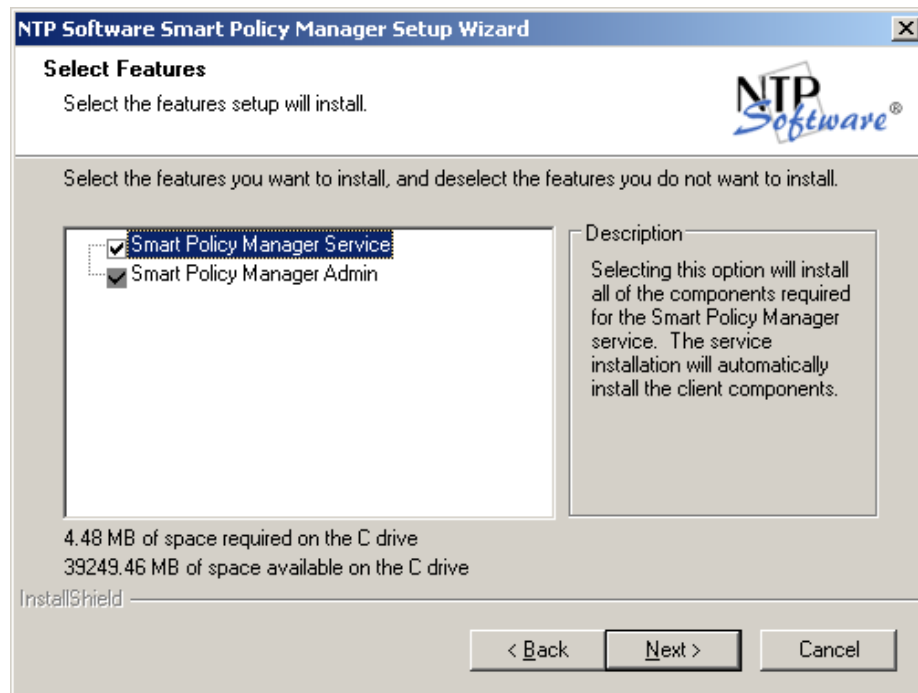 NTP Software Smart Policy Manager Setup Wizard
Select Features
Select the features setup will install.
NTP
Software®
Select the features you want to install, and deselect the features you do not want to install.
Smart Policy Manager Service
Smart Policy Manager Admin
Description
Selecting this option will install
all of the components required
for the Smart Policy Manager
service. The service
installation will automatically
install the client components.
4.48 MB of space required on the C drive
39249.46 MB of space available on the C drive
InstallShield
< Back
Next >
Cancel